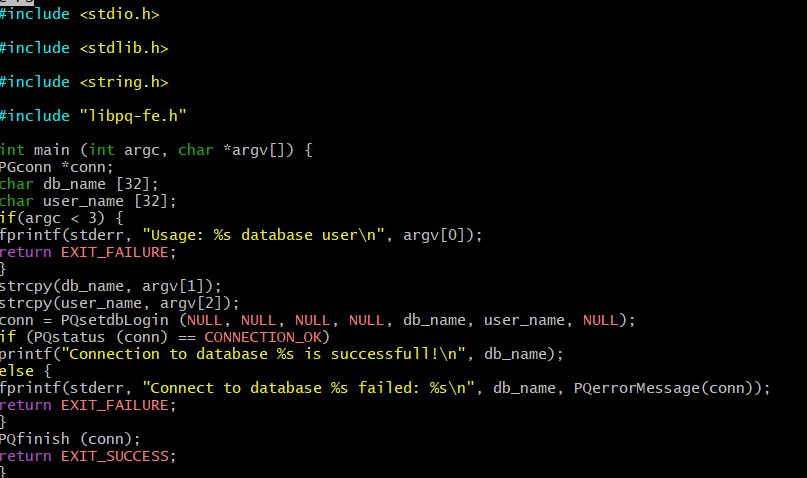 #include <stdio.h>
#include <stdlib.h>
#include <string.h>
#include "libpq-fe.h"
int main (int argc, char *argv[]) {
PGconn *conn;
char db_name [32];
char user_name [32];
if(argc < 3) {
fprintf(stderr, "Usage: %s database user\n", argv[0]);
return EXIT_FAILURE;
}
strcpy(db_name, argv[1]);
strcpy(user_name, argv[2]);
conn = PQsetdbLogin (NULL, NULL, NULL, NULL, db_name, user_name, NULL);
if (PQstatus (conn) == CONNECTION_OK)
printf("Connection to database %s is successfull!\n", db_name);
else {
fprintf(stderr, "Connect to database %s failed: %s\n", db_name, PQerrorMessage(conn));
return EXIT_FAILURE;
}
PQfinish (conn);
return EXIT_SUCCESS;
}